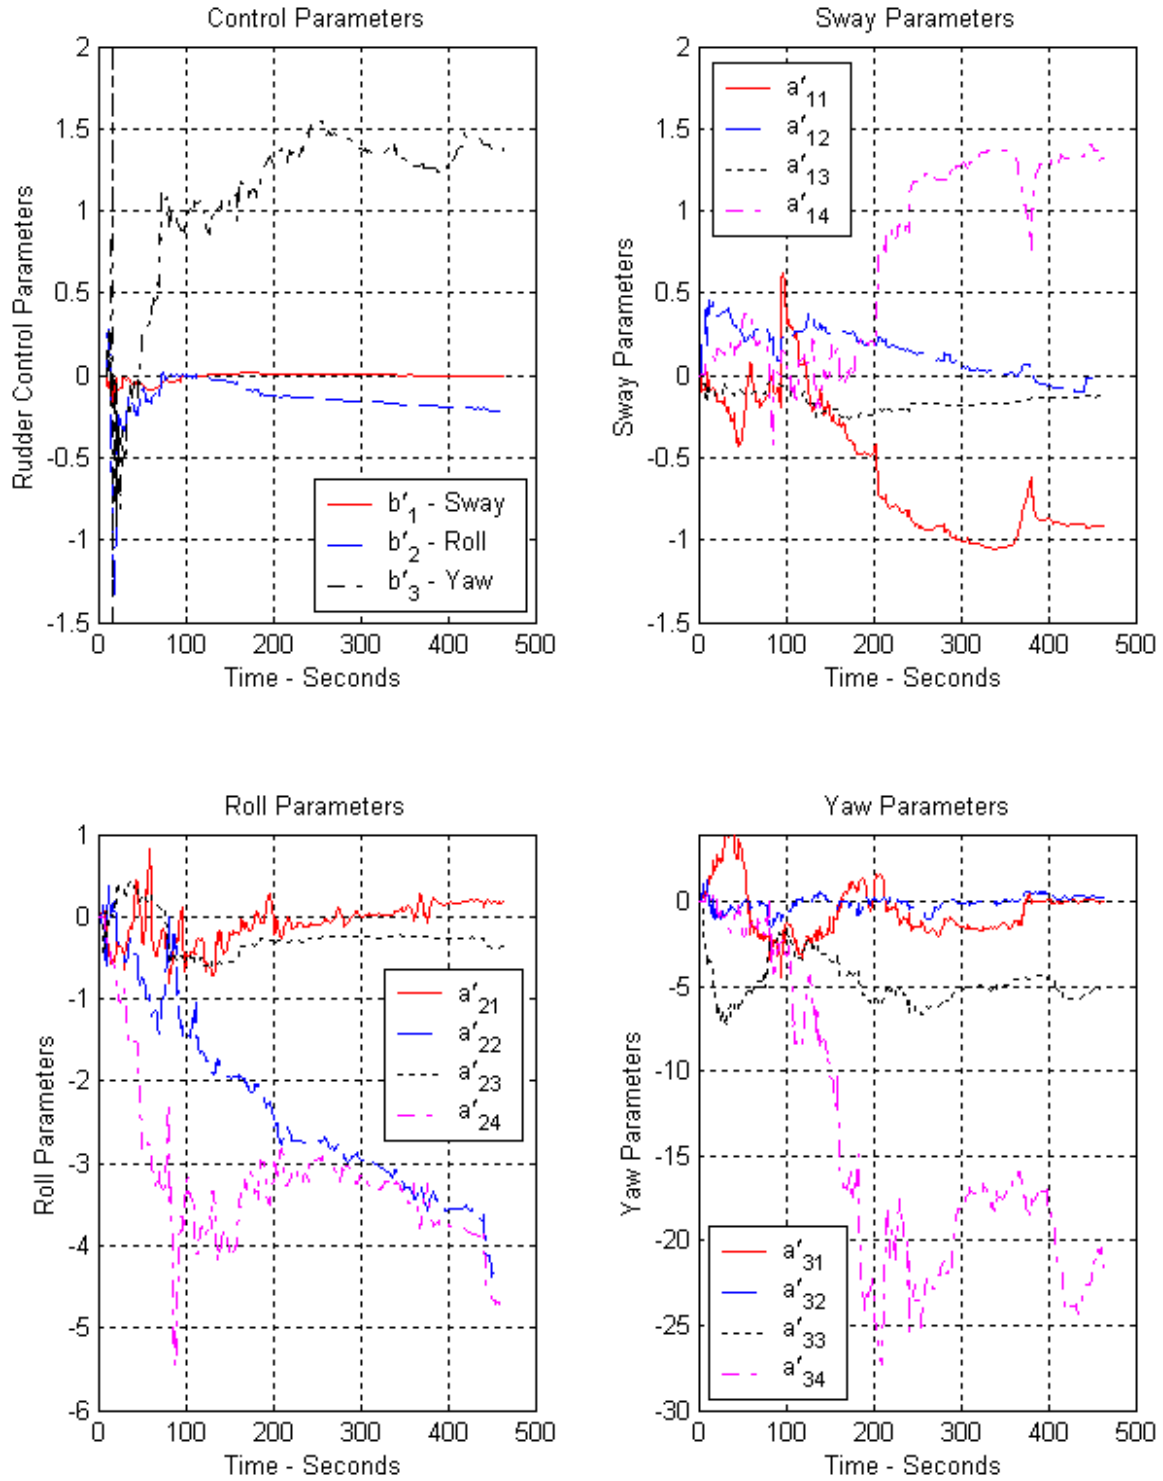 Control Parameters
Rudder Control Parameters
2
1.5
1
0.5
0
-0.5
-1
-1.5
0 100 200 300 400 500
Time - Seconds
b′1 - Sway
b′2 - Roll
b′3 - Yaw
Sway Parameters
Sway Parameters
2
1.5
1
0.5
0
-0.5
-1
-1.5
0 100 200 300 400 500
Time - Seconds
a′11
a′12
a′13
a′14
Roll Parameters
Roll Parameters
1
0
-1
-2
-3
-4
-5
-6
0 100 200 300 400 500
Time - Seconds
a′21
a′22
a′23
a′24
Yaw Parameters
Yaw Parameters
0
-5
-10
-15
-20
-25
-30
0 100 200 300 400 500
Time - Seconds
a′31
a′32
a′33
a′34